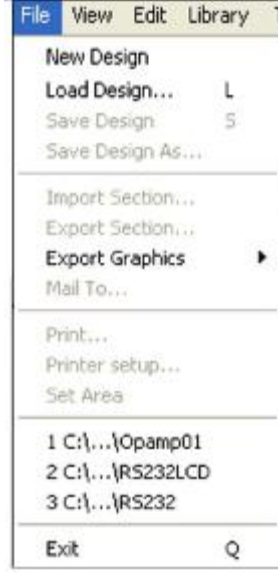 File View Edit Library
New Design
Load Design... L
Save Design S
Save Design As...
Import Section...
Export Section...
Export Graphics
Mail To...
Print...
Printer setup...
Set Area
1 C:\...\Opamp01
2 C:\...\RS232LCD
3 C:\...\RS232
Exit Q